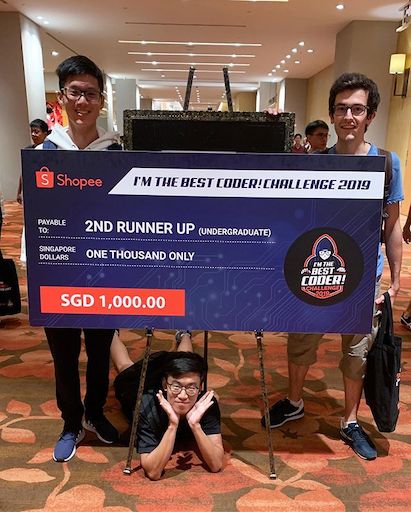 Shopee
I'M THE BEST CODER! CHALLENGE 2019
PAYABLE TO:
2ND RUNNER UP (UNDERGRADUATE)
SINGAPORE DOLLARS
ONE THOUSAND ONLY
SGD 1,000.00
I'M THE
BEST
CODER!
CHALLENGE
2019